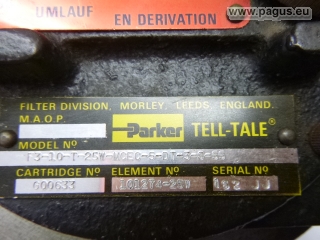 www.pagus.eu
UMLAUF
EN DERIVATION
FILTER DIVISION, MORLEY, LEEDS, ENGLAND.
M.A.O.P.
Parker TELL-TALE®
MODEL Nº
CARTRIDGE Nº ELEMENT Nº SERIAL Nº
G00633